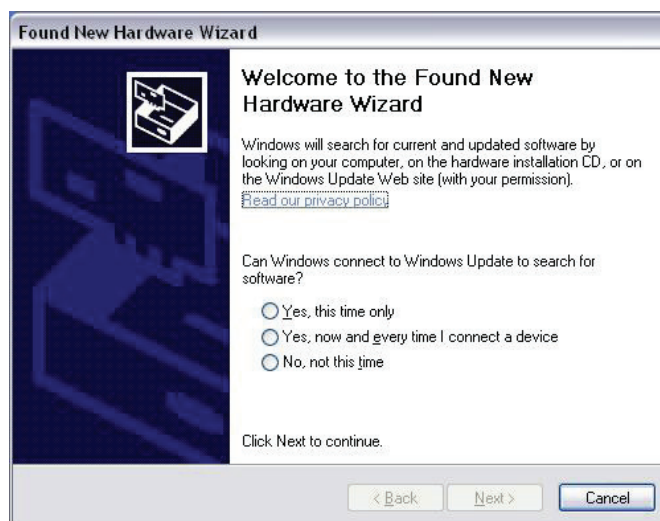 Found New Hardware Wizard
Welcome to the Found New
Hardware Wizard
Windows will search for current and updated software by
looking on your computer, on the hardware installation CD, or on
the Windows Update Web site (with your permission).
Read our privacy policy
Can Windows connect to Windows Update to search for
software?
Yes, this time only
Yes, now and every time I connect a device
No, not this time
Click Next to continue.
< Back Next > Cancel